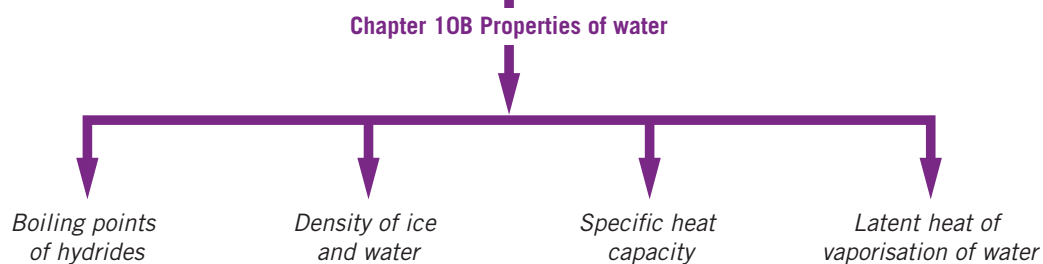 Chapter 10B Properties of water
Boiling points
of hydrides
Density of ice
and water
Specific heat
capacity
Latent heat of
vaporisation of water